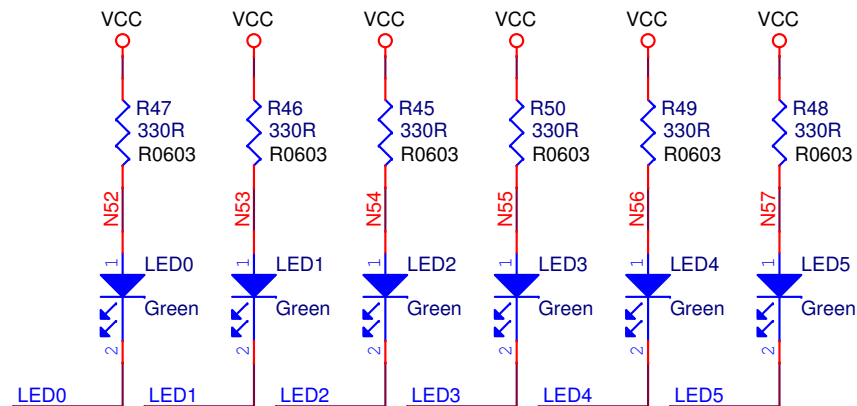 VCC VCC VCC VCC VCC VCC
R47 R46 R45 R50 R49 R48
330R 330R 330R 330R 330R 330R
R0603 R0603 R0603 R0603 R0603 R0603
N52 N53 N54 N55 N56 N57
1 LED0 1 LED1 1 LED2 1 LED3 1 LED4 1 LED5
Green Green Green Green Green Green
2 2 2 2 2 2
LED0 LED1 LED2 LED3 LED4 LED5